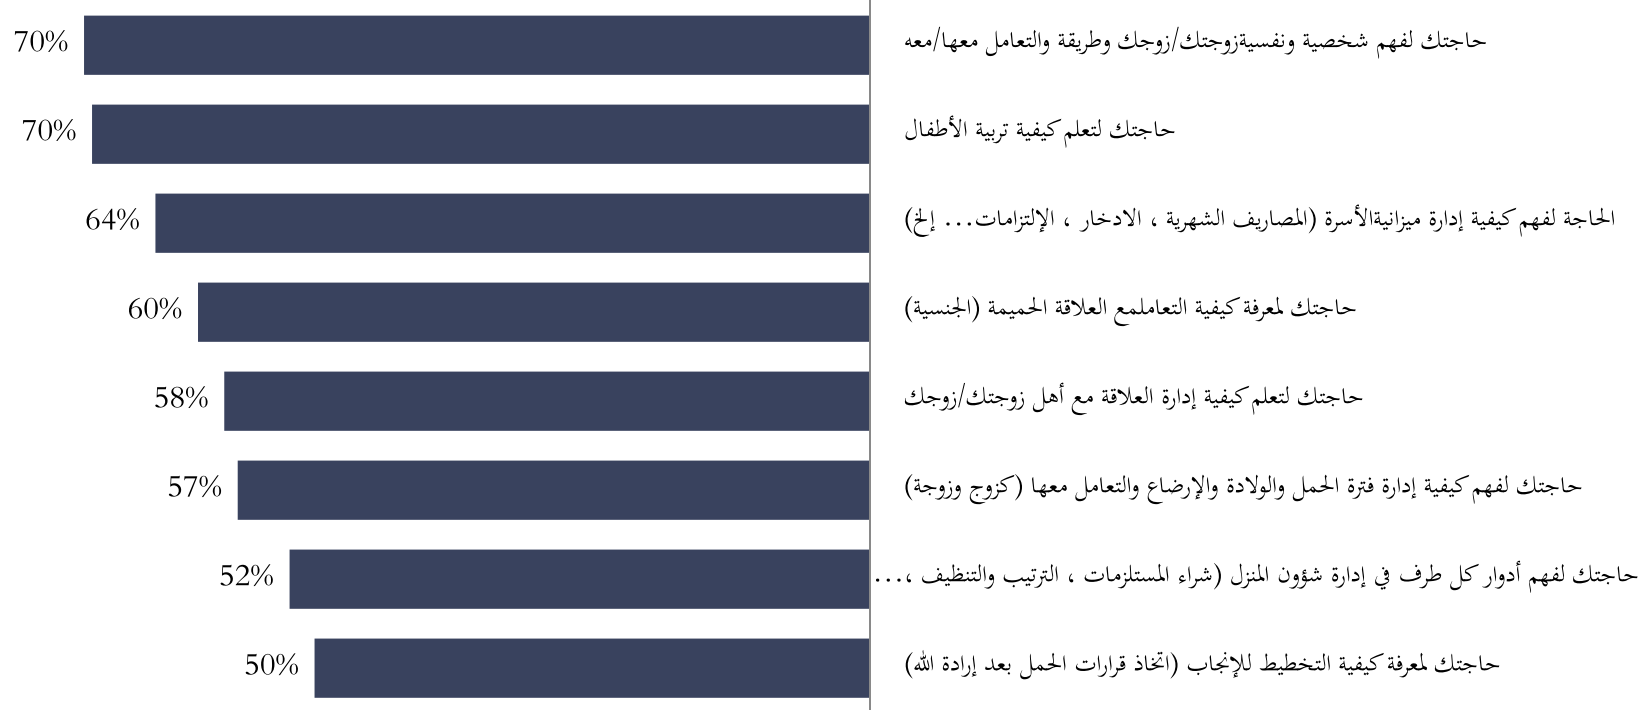 حاجتك لفهم شخصية ونفسيةزوجتك/زوجك وطريقة والتعامل معها/معه 70%
حاجتك لتعلم كيفية تربية الأطفال 70%
الحاجة لفهم كيفية إدارة ميزانيةالأسرة (المصاريف الشهرية ، الادخار ، الإلتزامات... إلخ) 64%
حاجتك لمعرفة كيفية التعاملمع العلاقة الحميمة (الجنسية) 60%
حاجتك لتعلم كيفية إدارة العلاقة مع أهل زوجتك/زوجك 58%
حاجتك لفهم كيفية إدارة فترة الحمل والولادة والإرضاع والتعامل معها (كزوج وزوجة) 57%
حاجتك لفهم أدوار كل طرف في إدارة شؤون المنزل (شراء المستلزمات ، الترتيب والتنظيف ،... 52%
حاجتك لمعرفة كيفية التخطيط للإنجاب (اتخاذ قرارات الحمل بعد إرادة الله) 50%